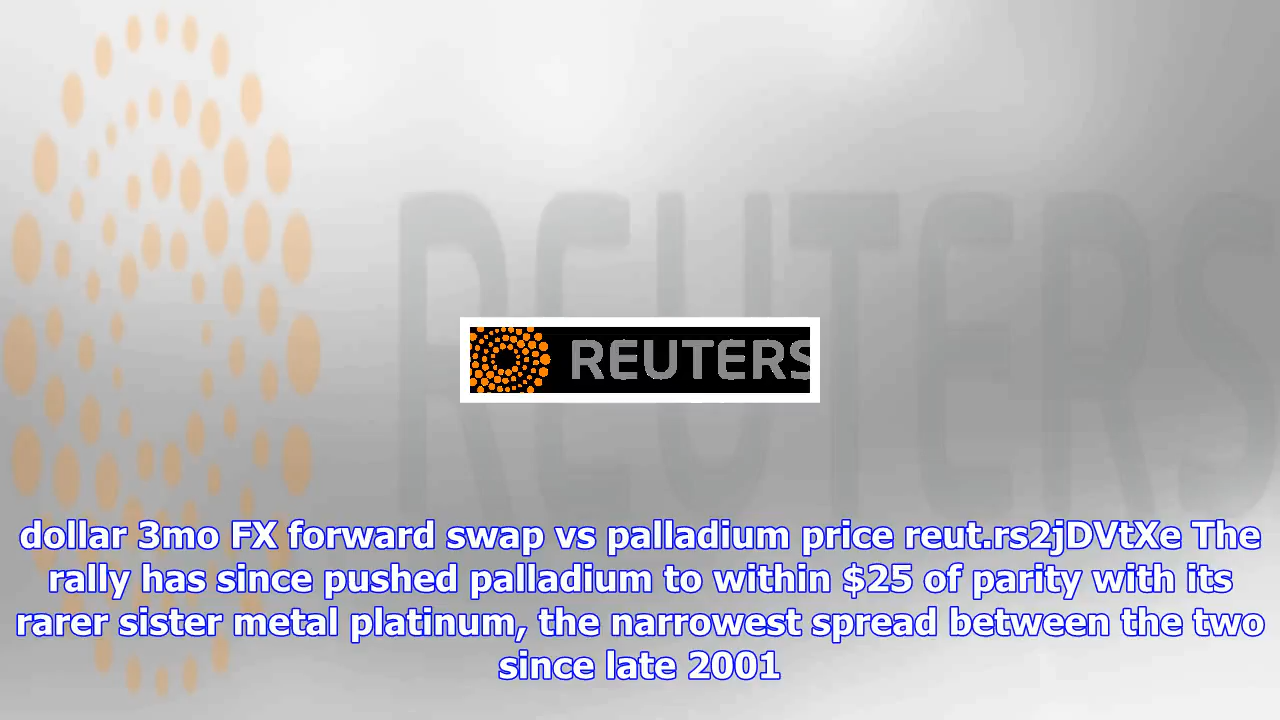 REUTERS
REUTERS
dollar 3mo FX forward swap vs palladium price reut.rs2jDVtXe The
rally has since pushed palladium to within $25 of parity with its
rarer sister metal platinum, the narrowest spread between the two
since late 2001